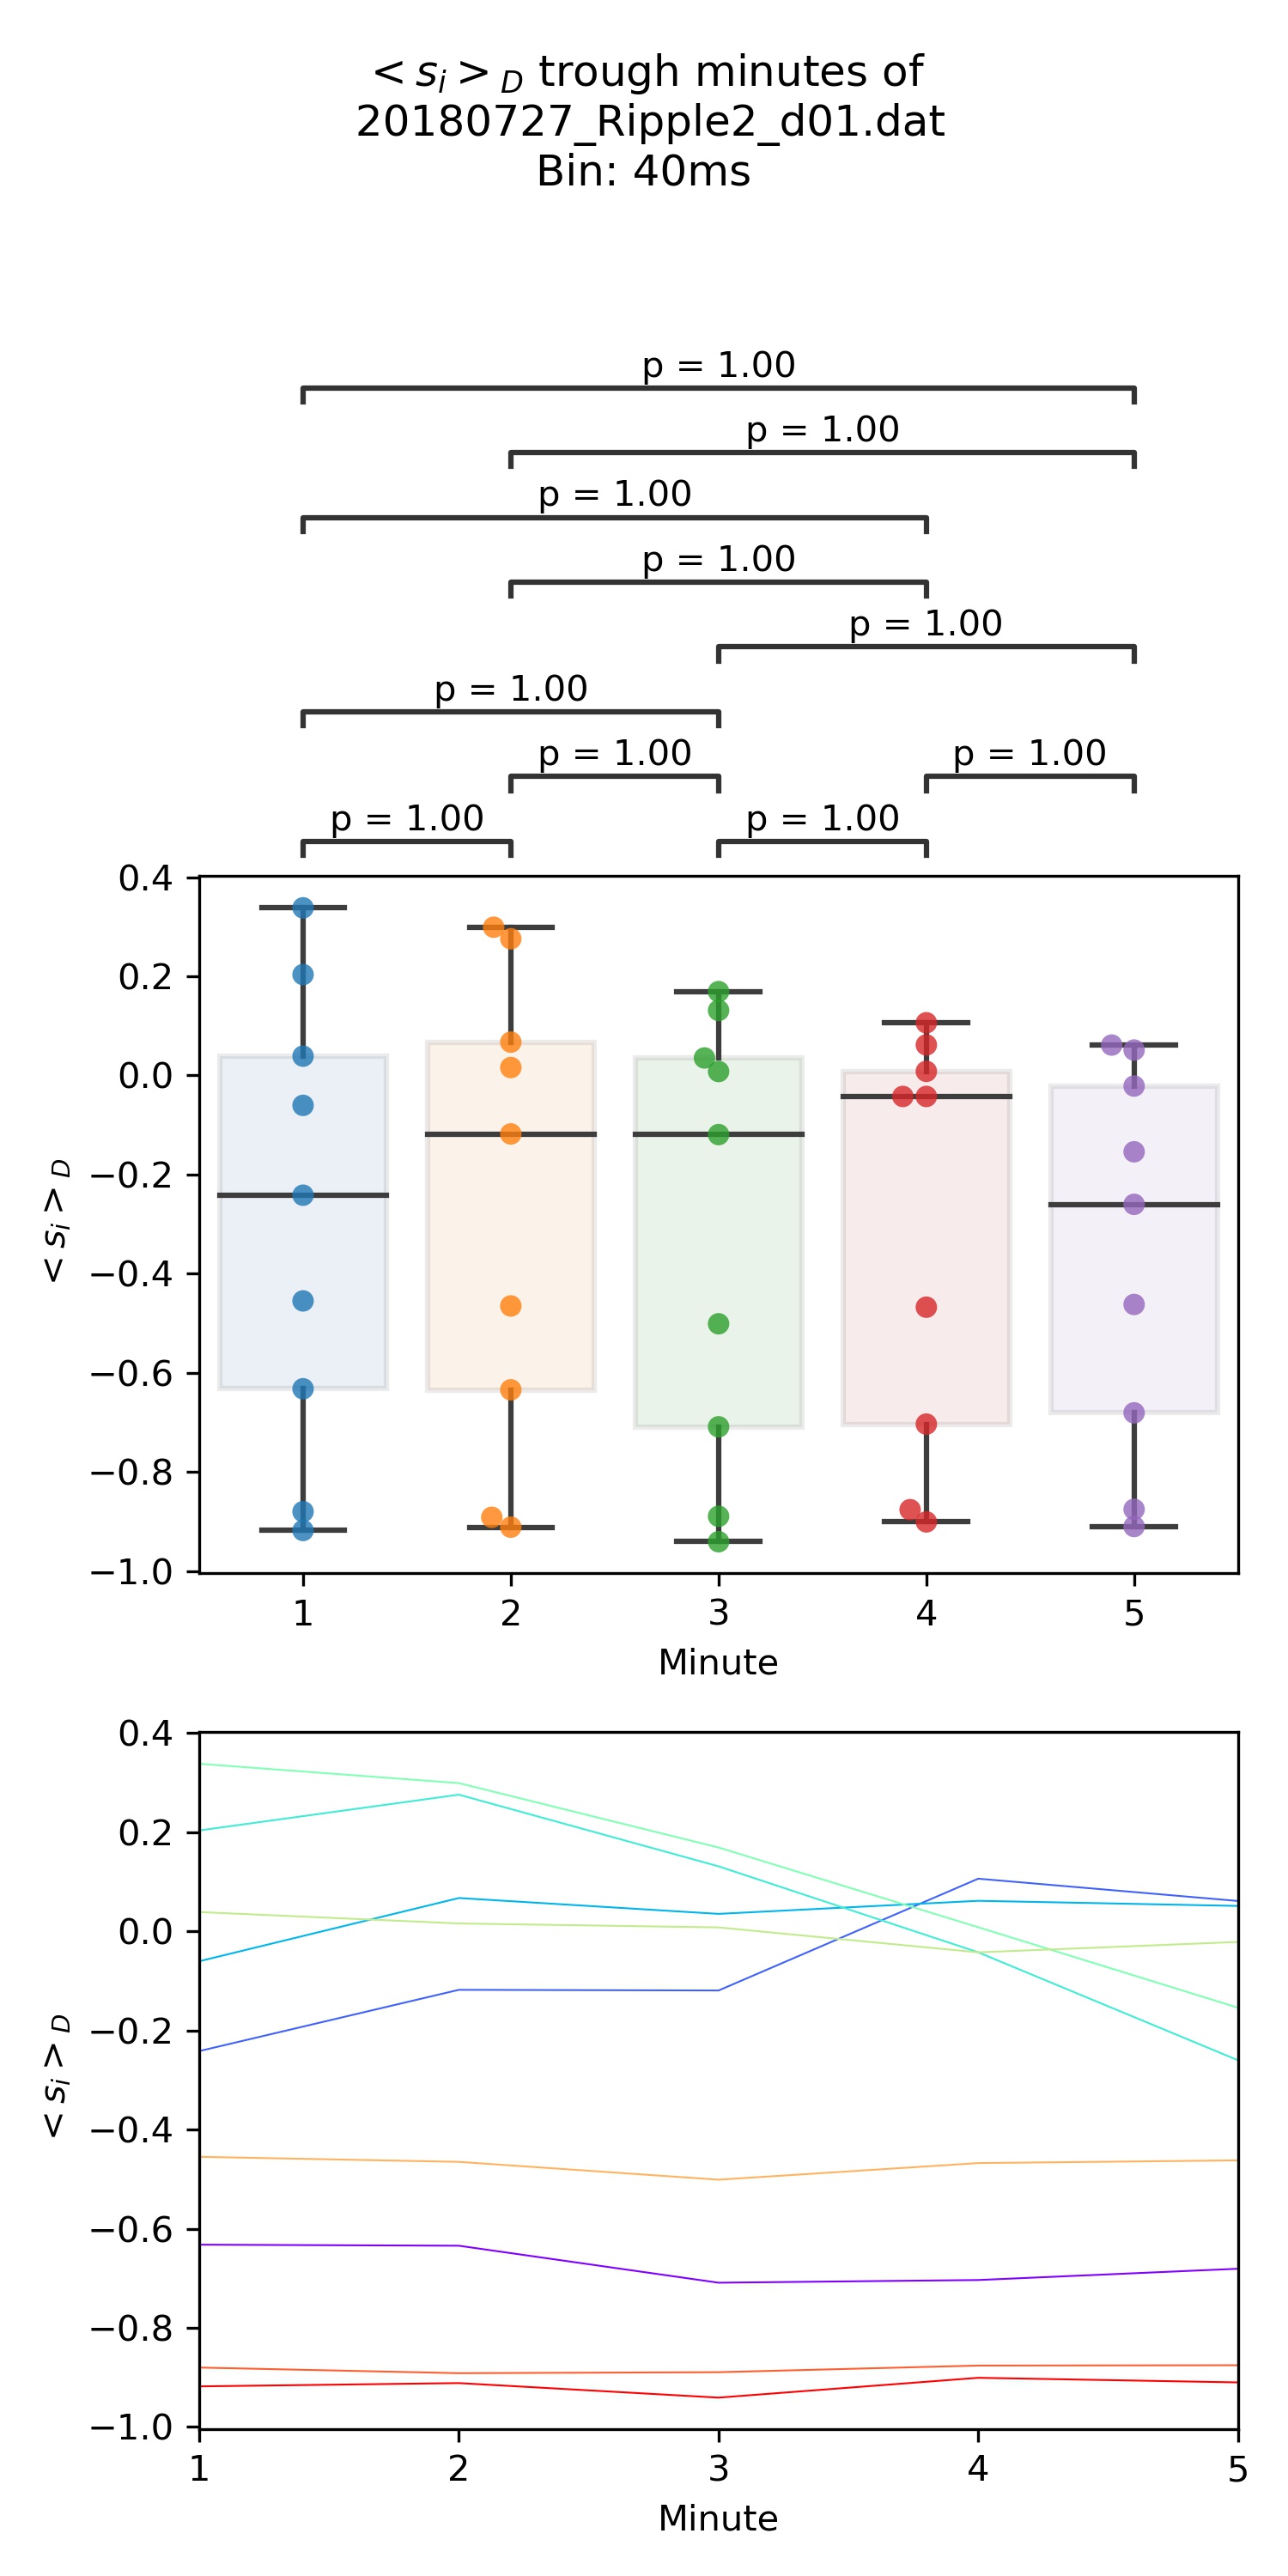 < s_i >_D trough minutes of
20180727_Ripple2_d01.dat
Bin: 40ms
p = 1.00
p = 1.00
p = 1.00
p = 1.00
p = 1.00
p = 1.00
p = 1.00 p = 1.00
p = 1.00 p = 1.00
0.4
0.2
0.0
−0.2
−0.4
−0.6
−0.8
−1.0
< s_i >_D
1 2 3 4 5
Minute
0.4
0.2
0.0
−0.2
−0.4
−0.6
−0.8
−1.0
< s_i >_D
1 2 3 4 5
Minute